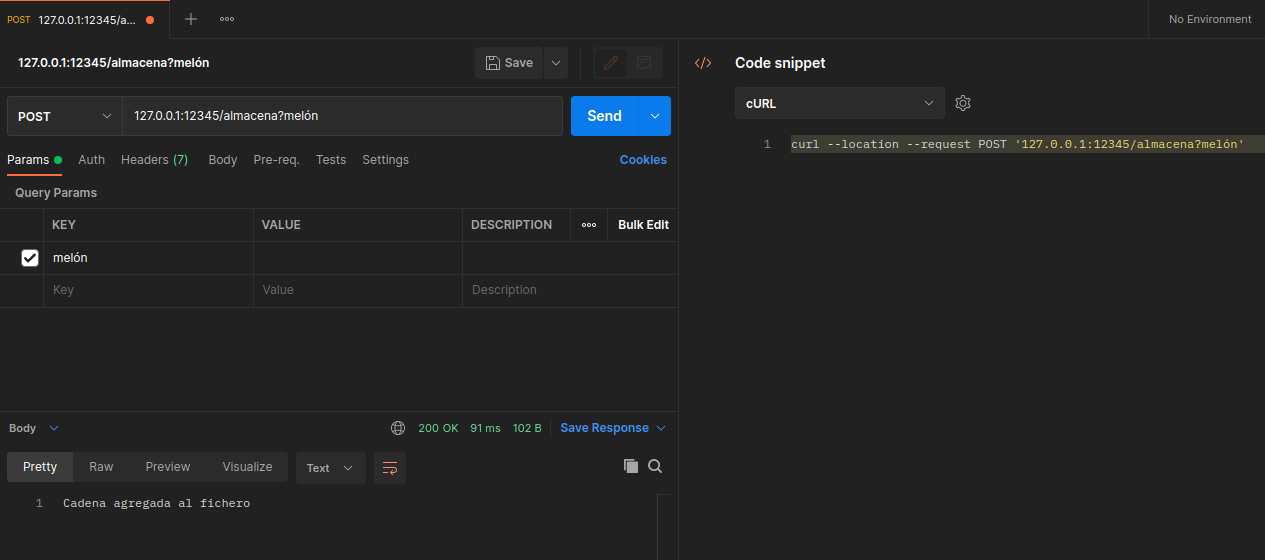 POST 127.0.0.1:12345/a...
No Environment
127.0.0.1:12345/almacena?melón
Save
POST
127.0.0.1:12345/almacena?melón
Send
Params
Auth
Headers (7)
Body
Pre-req.
Tests
Settings
Cookies
Query Params
KEY VALUE DESCRIPTION Bulk Edit
melón
Key Value Description
Body
200 OK 91 ms 102 B
Save Response
Pretty Raw Preview Visualize Text
1 Cadena agregada al fichero
</> Code snippet
cURL
1 curl --location --request POST '127.0.0.1:12345/almacena?melón'